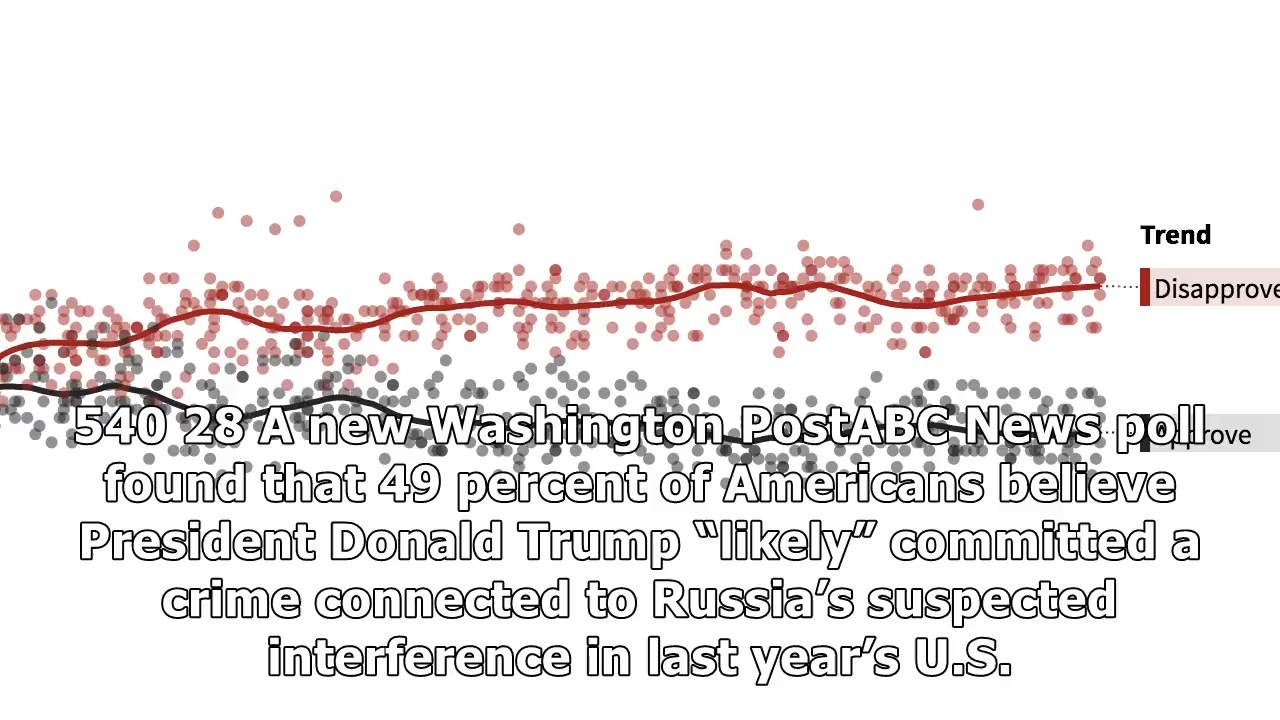 Trend
Disapprove
Approve
540 28 A new Washington PostABC News poll
found that 49 percent of Americans believe
President Donald Trump “likely” committed a
crime connected to Russia’s suspected
interference in last year’s U.S.